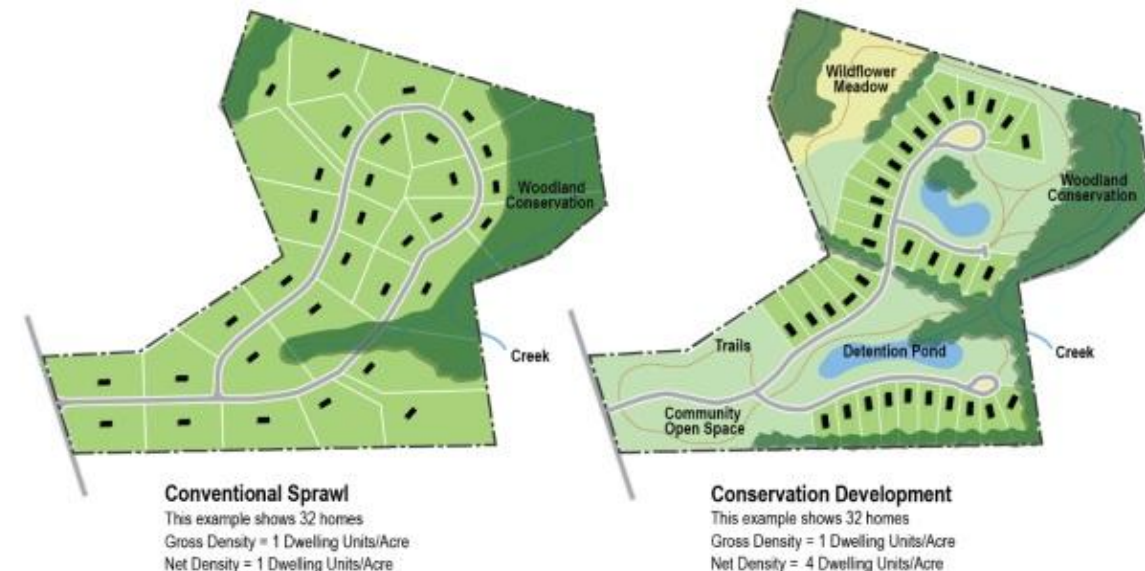 Woodland
Conservation
Creek
Conventional Sprawl
This example shows 32 homes
Gross Density = 1 Dwelling Units/Acre
Net Density = 1 Dwelling Units/Acre
Wildflower
Meadow
Woodland
Conservation
Trails
Detention Pond
Creek
Community
Open Space
Conservation Development
This example shows 32 homes
Gross Density = 1 Dwelling Units/Acre
Net Density = 4 Dwelling Units/Acre